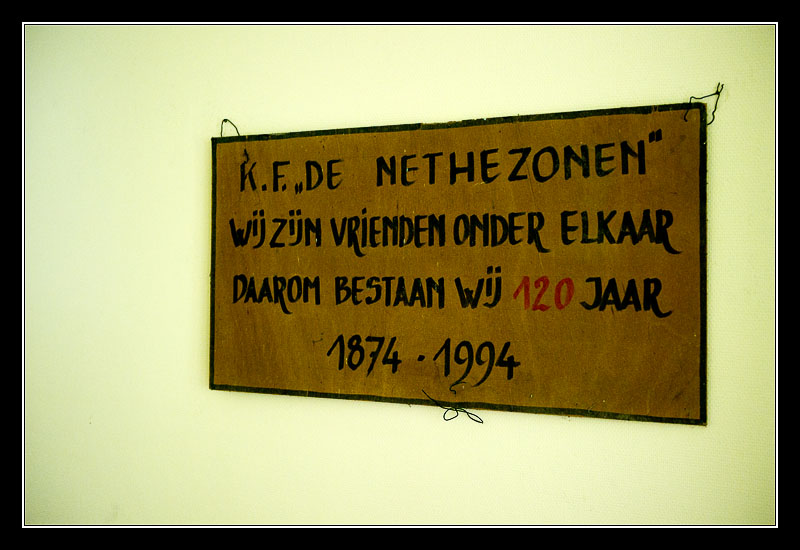 K.F. „DE NETHEZONEN"
WIJ ZIJN VRIENDEN ONDER ELKAAR
DAAROM BESTAAN WIJ 120 JAAR
1874 · 1994